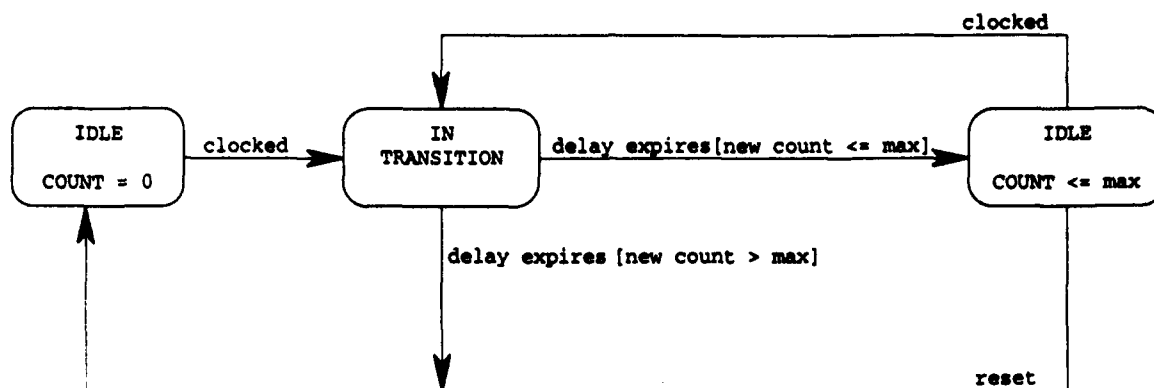 clocked
IDLE
COUNT = 0
clocked
IN
TRANSITION
delay expires[new count <= max]
IDLE
COUNT <= max
delay expires [new count > max]
reset